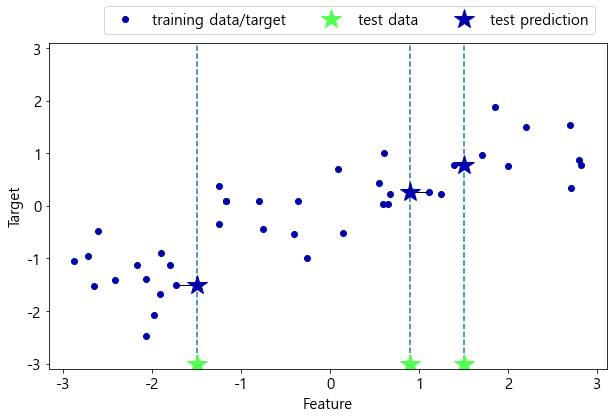 training data/target test data test prediction
3
2
1
0
-1
-2
-3
Target
-3 -2 -1 0 1 2 3
Feature